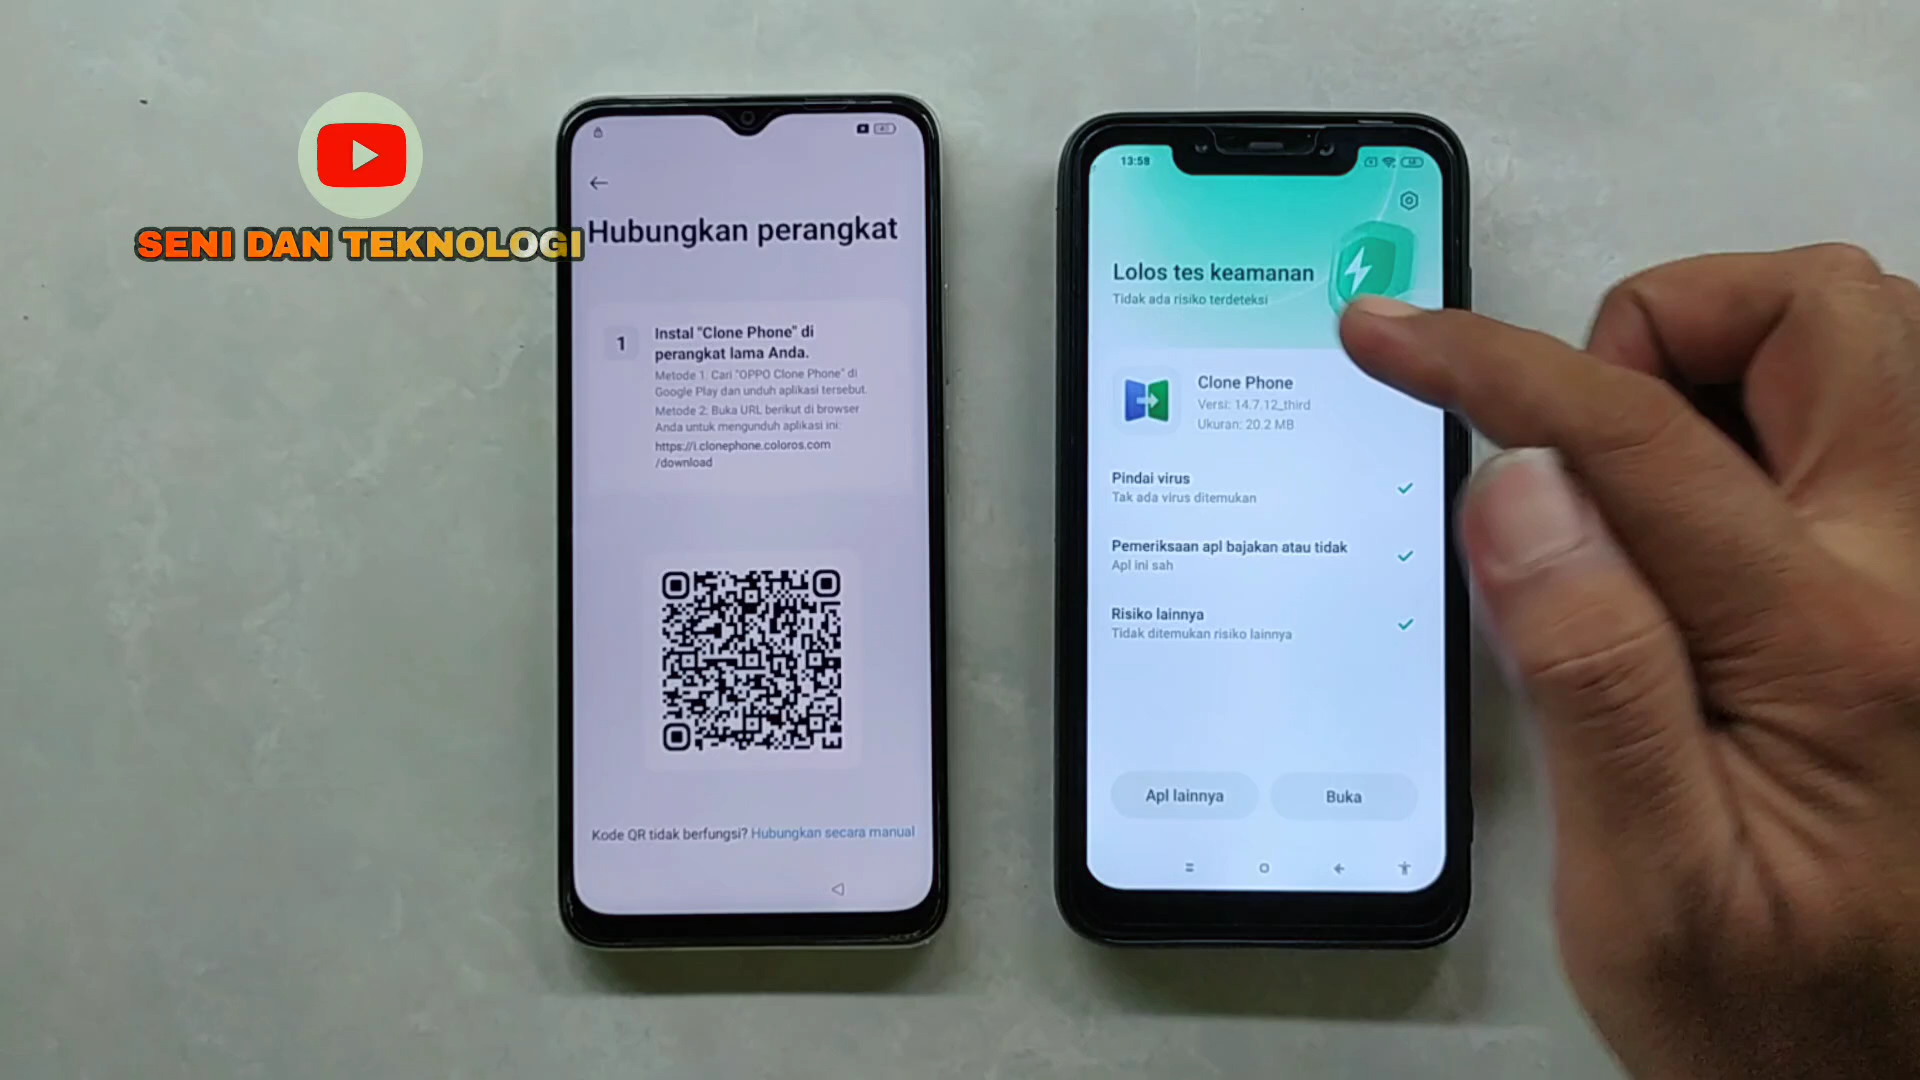 SENI DAN TEKNOLOGI
Hubungkan perangkat
1
Instal "Clone Phone" di
perangkat lama Anda.
Metode 1: Cari "OPPO Clone Phone" di
Google Play dan unduh aplikasi tersebut.
Metode 2: Buka URL berikut di browser
Anda untuk mengunduh aplikasi ini:
https://i.clonephone.coloros.com
/download
Kode QR tidak berfungsi? Hubungkan secara manual
13:58
Lolos tes keamanan
Tidak ada risiko terdeteksi
Clone Phone
Versi: 14.7.12_third
Ukuran: 20.2 MB
Pindai virus
Tak ada virus ditemukan
Pemeriksaan apl bajakan atau tidak
Apl ini sah
Risiko lainnya
Tidak ditemukan risiko lainnya
Apl lainnya
Buka